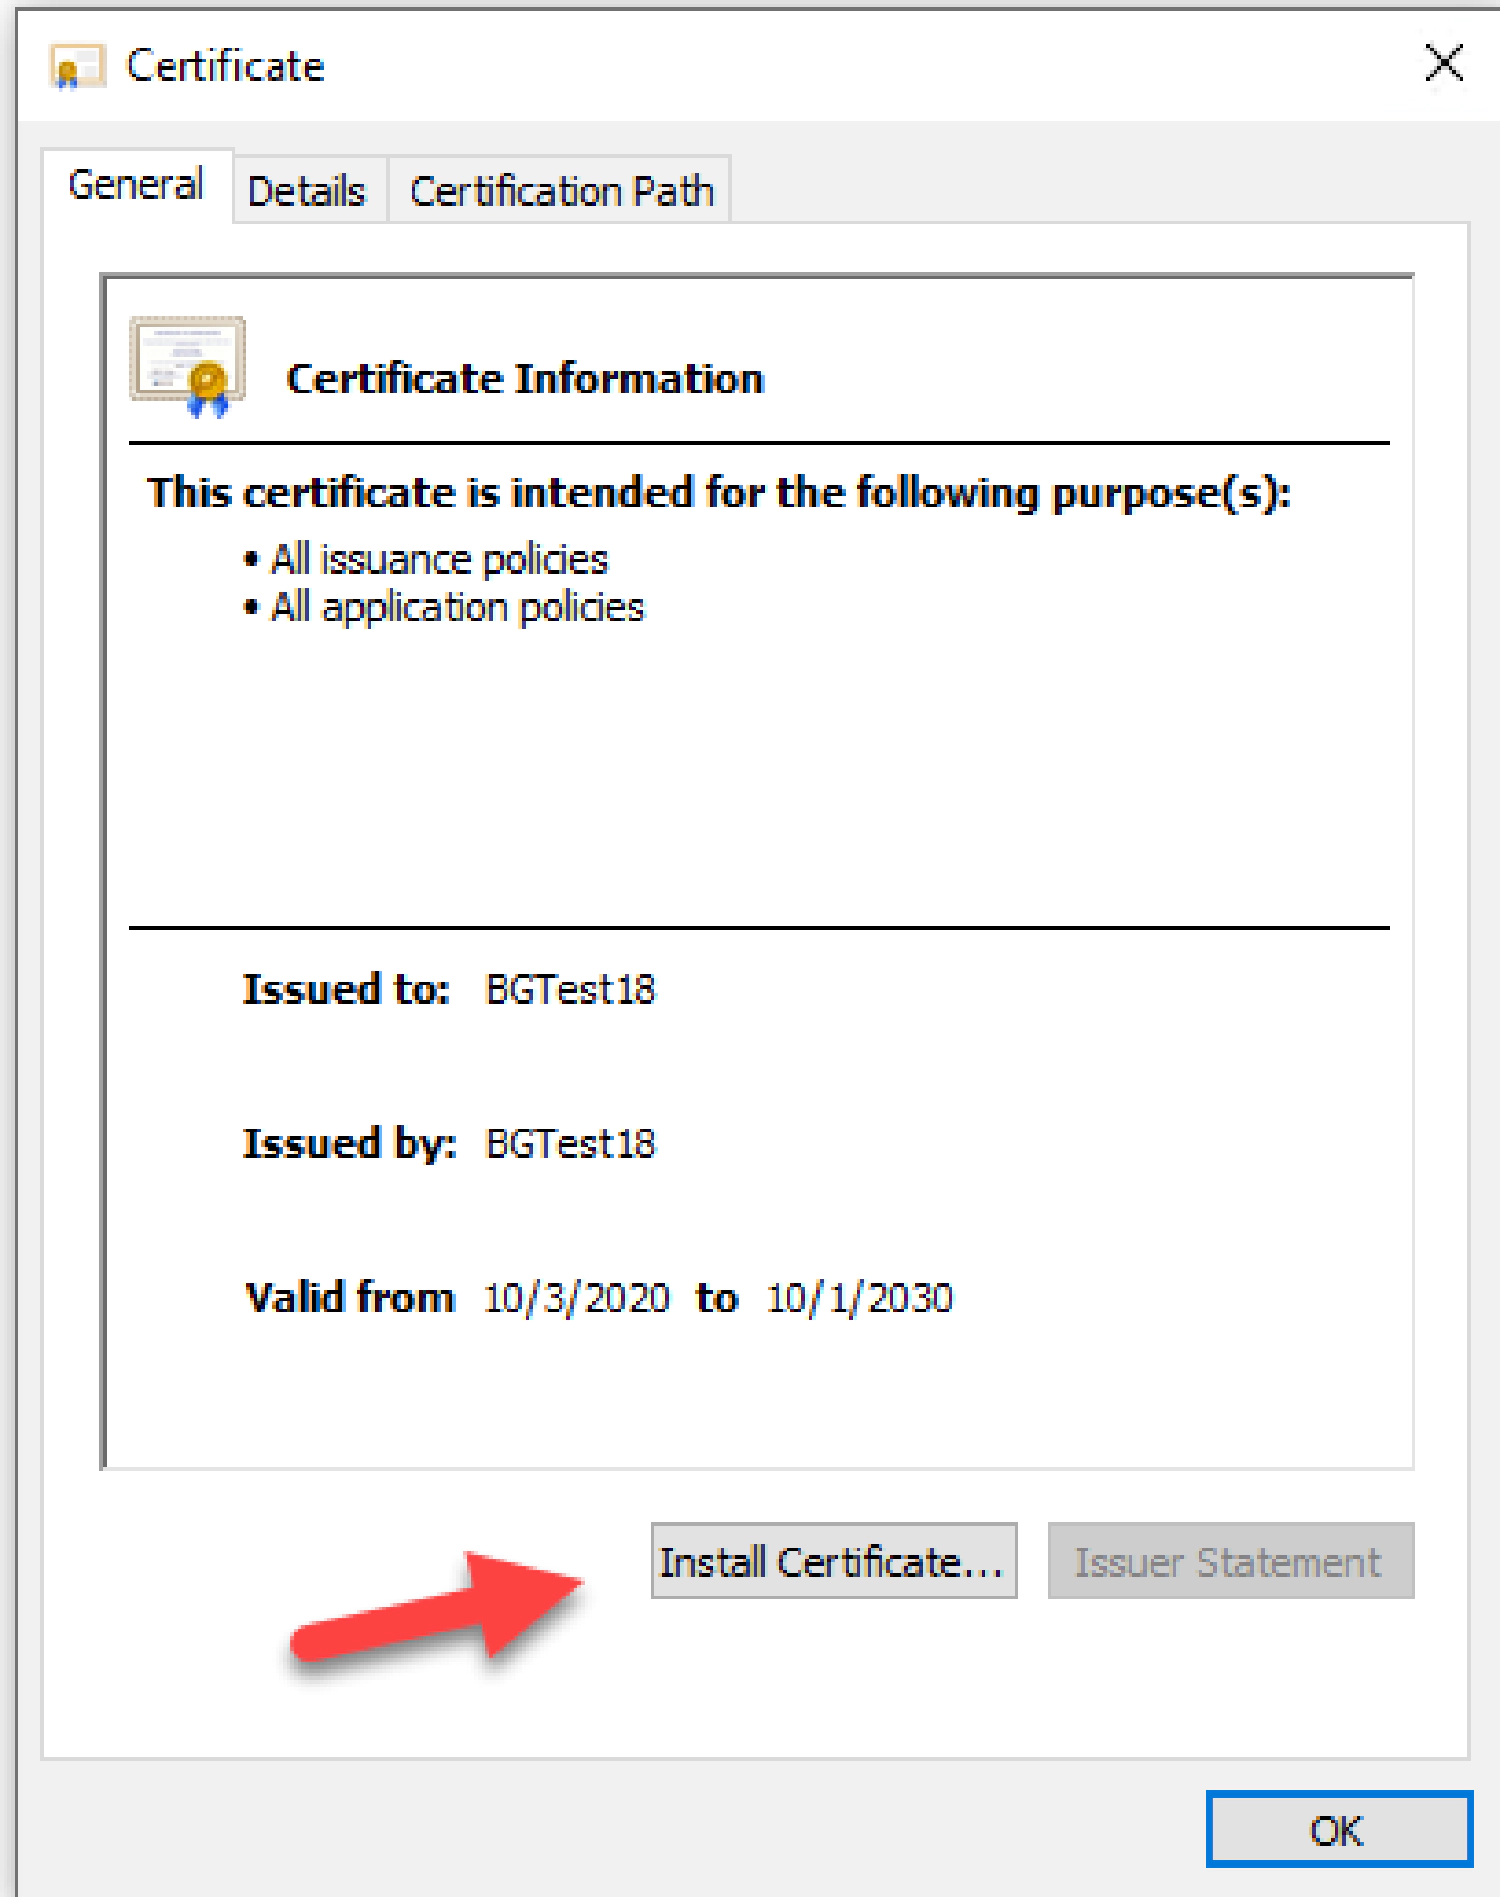 Certificate
General Details Certification Path
Certificate Information
This certificate is intended for the following purpose(s):
• All issuance policies
• All application policies
Issued to: BGTest18
Issued by: BGTest18
Valid from 10/3/2020 to 10/1/2030
Install Certificate... Issuer Statement
OK